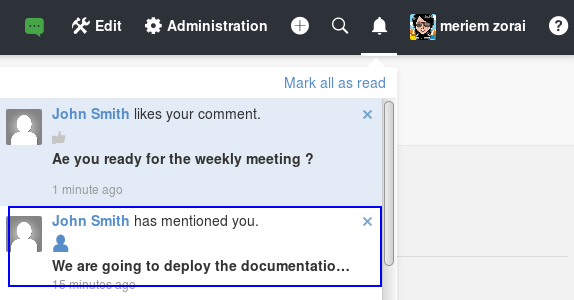 Edit Administration meriem zorai
Mark all as read
John Smith likes your comment.
Ae you ready for the weekly meeting ?
1 minute ago
John Smith has mentioned you.
We are going to deploy the documentatio...
15 minutes ago